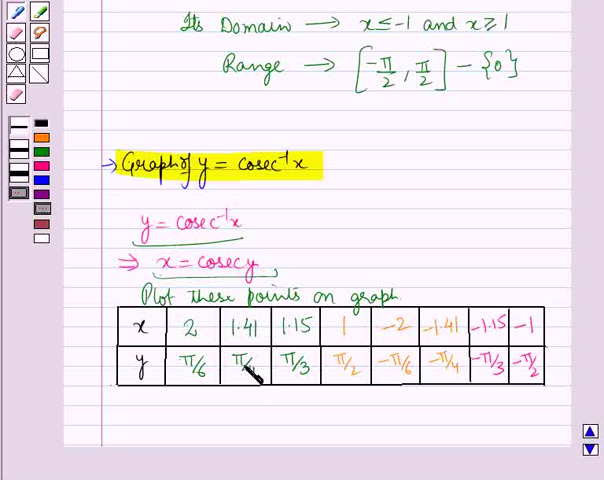 Its Domain → x ≤ -1 and x ≥ 1
Range → [-π/2, π/2] - {0}
→ Graph of y = cosec⁻¹x
y = cosec⁻¹x
⇒ x = cosecy
Plot these points on graph.
x 2 1.41 1.15 1 -2 -1.41 -1.15 -1
y π/6 π/4 π/3 π/2 -π/6 -π/4 -π/3 -π/2